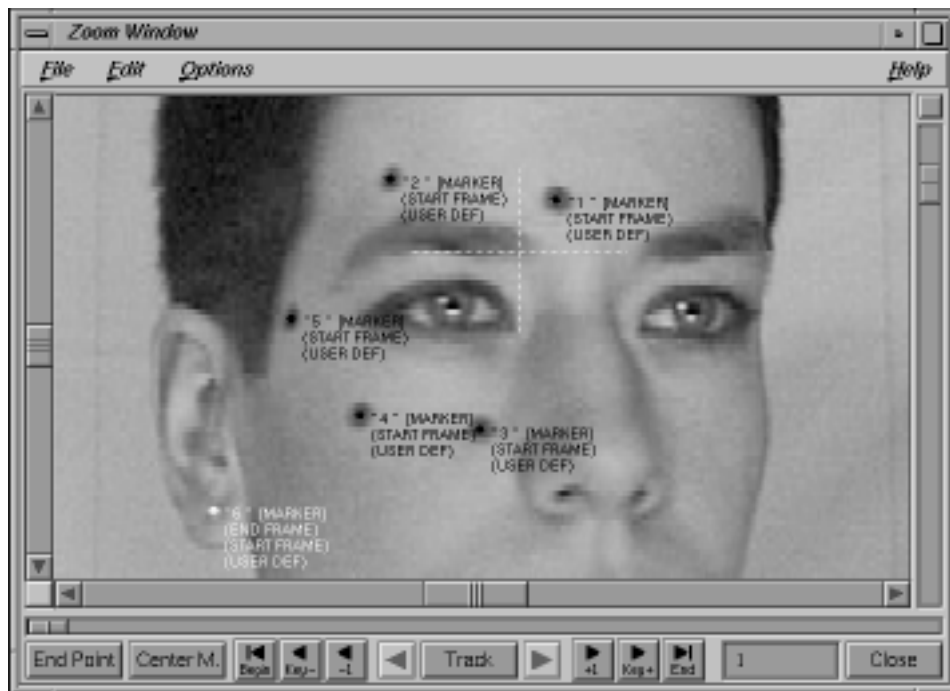 Zoom Window
File Edit Options Help
"2" [MARKER]
(START FRAME)
(USER DEF)
"1" [MARKER]
(START FRAME)
(USER DEF)
"5" [MARKER]
(START FRAME)
(USER DEF)
"4" [MARKER]
(START FRAME)
(USER DEF)
"3" [MARKER]
(START FRAME)
(USER DEF)
"6" [MARKER]
(END FRAME)
(START FRAME)
(USER DEF)
End Point Center M. Begin Key- -1 Track +1 Key+ End 1 Close